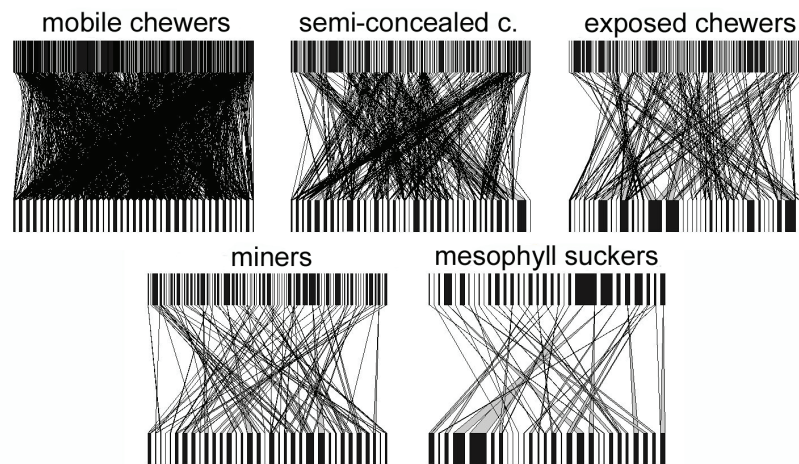 mobile chewers
semi-concealed c.
exposed chewers
miners
mesophyll suckers